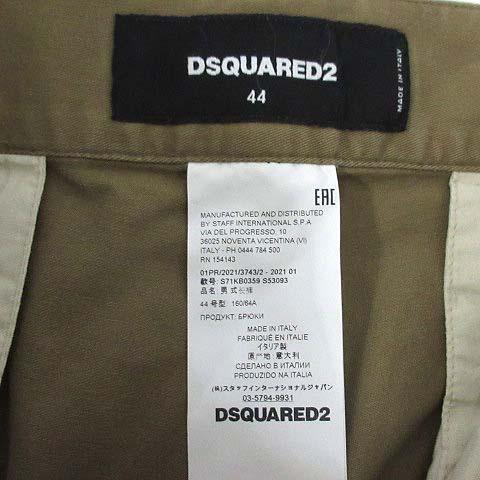 DSQUARED2
44
MADE IN ITALY
EAC
MANUFACTURED AND DISTRIBUTED
BY STAFF INTERNATIONAL S.P.A
VIA DEL PROGRESSO, 10
36025 NOVENTA VICENTINA (VI)
ITALY - PH 0444 784 500
RN 154143
01PR/2021/3743/2 - 2021 01
款号: S71KB0359 S53093
品名: 男式长裤
44 号型: 160/64A
ПРОДУКТ: БРЮКИ
MADE IN ITALY
FABRIQUÉ EN ITALIE
イタリア製
原产地: 意大利
СДЕЛАНО В ИТАЛИИ
PRODUZIDO NA ITALIA
(株)スタッフインターナショナルジャパン
03-5794-9931
DSQUARED2